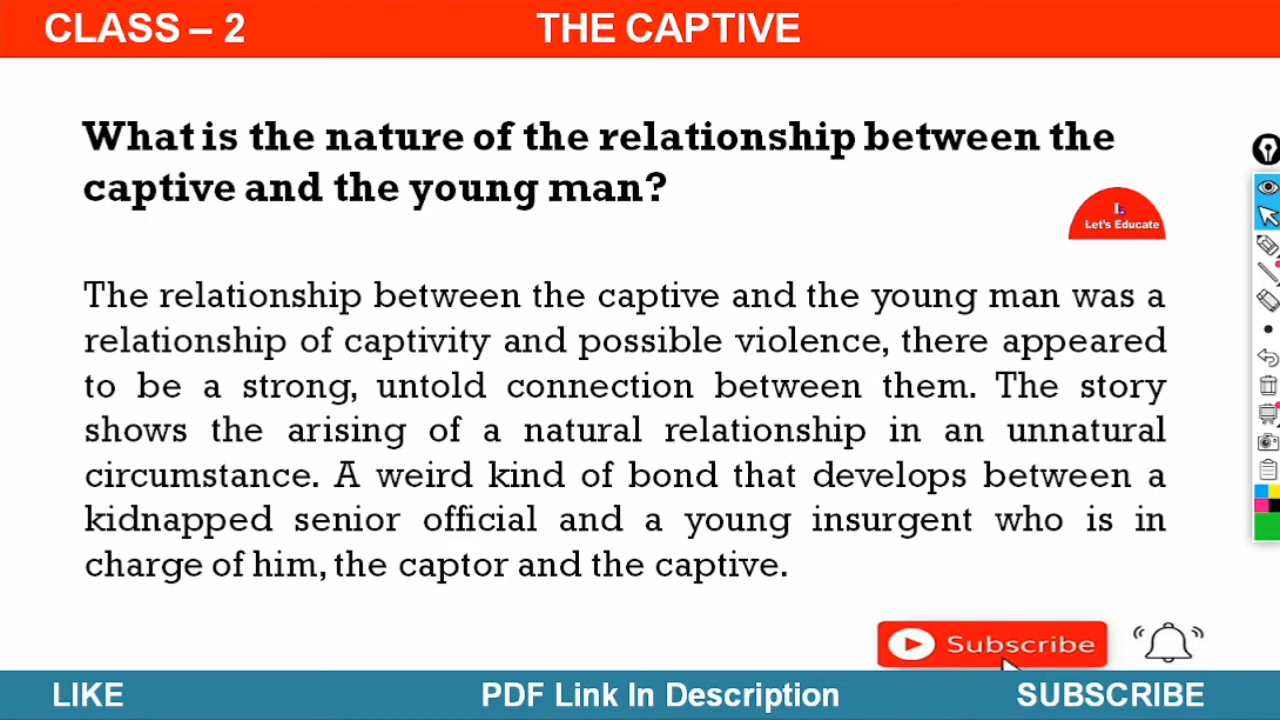 CLASS – 2 THE CAPTIVE
What is the nature of the relationship between the
captive and the young man?
L
Let's Educate
The relationship between the captive and the young man was a
relationship of captivity and possible violence, there appeared
to be a strong, untold connection between them. The story
shows the arising of a natural relationship in an unnatural
circumstance. A weird kind of bond that develops between a
kidnapped senior official and a young insurgent who is in
charge of him, the captor and the captive.
Subscribe
LIKE PDF Link In Description SUBSCRIBE